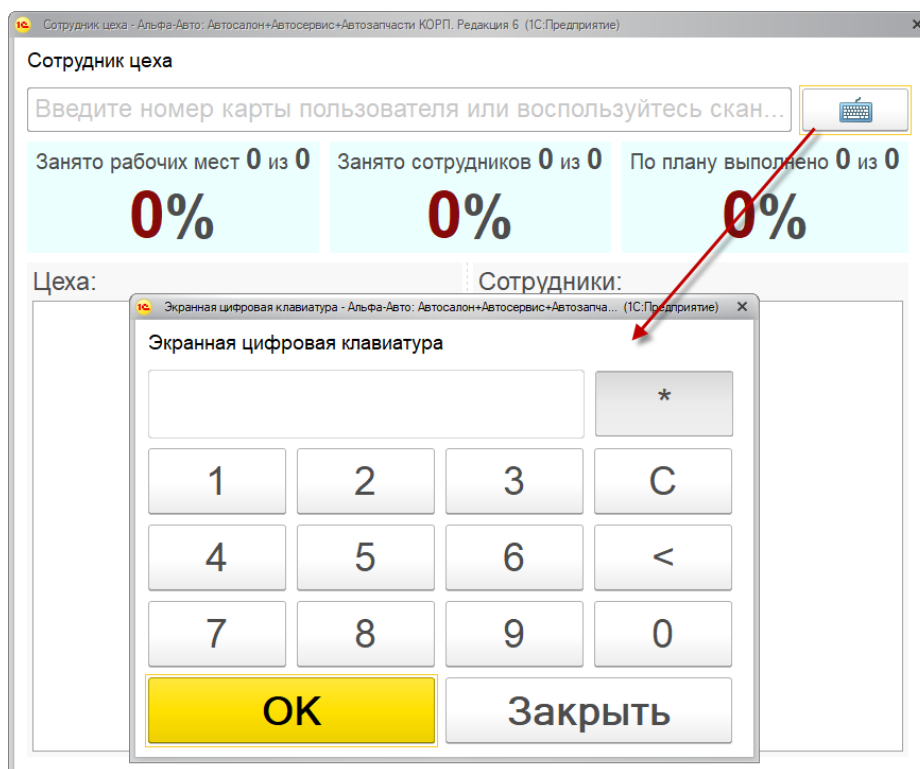 Сотрудник цеха - Альфа-Авто: Автосалон+Автосервис+Автозапчасти КОРП. Редакция 6 (1С:Предприятие)
Сотрудник цеха
Введите номер карты пользователя или воспользуйтесь скан...
Занято рабочих мест 0 из 0
0%
Занято сотрудников 0 из 0
0%
По плану выполнено 0 из 0
0%
Цеха:
Сотрудники:
Экранная цифровая клавиатура - Альфа-Авто: Автосалон+Автосервис+Автозапча... (1С:Предприятие)
Экранная цифровая клавиатура
*
1 2 3 C
4 5 6 <
7 8 9 0
ОК Закрыть